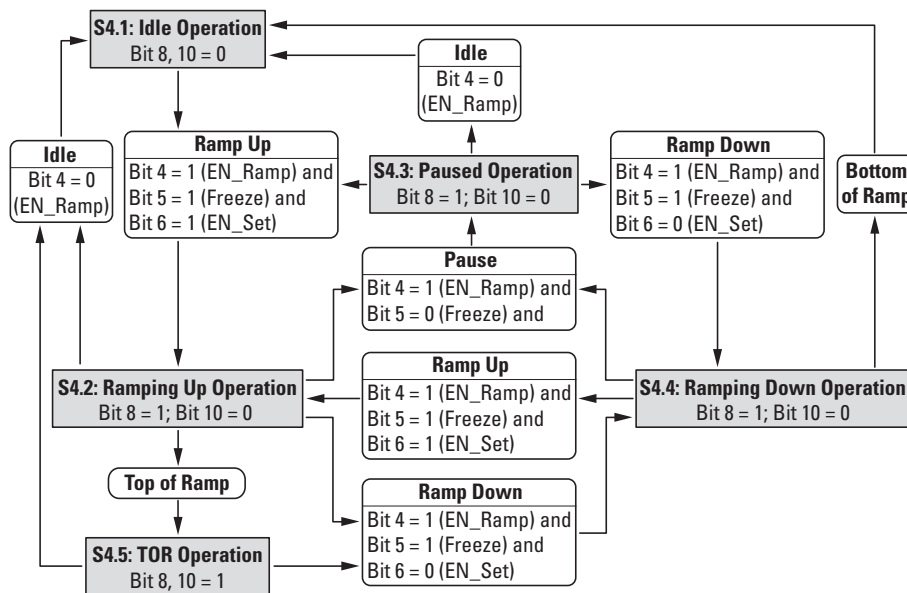 S4.1: Idle Operation
Bit 8, 10 = 0
Idle
Bit 4 = 0
(EN_Ramp)
Idle
Bit 4 = 0
(EN_Ramp)
Ramp Up
Bit 4 = 1 (EN_Ramp) and
Bit 5 = 1 (Freeze) and
Bit 6 = 1 (EN_Set)
S4.3: Paused Operation
Bit 8 = 1; Bit 10 = 0
Ramp Down
Bit 4 = 1 (EN_Ramp) and
Bit 5 = 1 (Freeze) and
Bit 6 = 0 (EN_Set)
Bottom
of Ramp
Pause
Bit 4 = 1 (EN_Ramp) and
Bit 5 = 0 (Freeze) and
S4.2: Ramping Up Operation
Bit 8 = 1; Bit 10 = 0
Ramp Up
Bit 4 = 1 (EN_Ramp) and
Bit 5 = 1 (Freeze) and
Bit 6 = 1 (EN_Set)
S4.4: Ramping Down Operation
Bit 8 = 1; Bit 10 = 0
Top of Ramp
Ramp Down
Bit 4 = 1 (EN_Ramp) and
Bit 5 = 1 (Freeze) and
Bit 6 = 0 (EN_Set)
S4.5: TOR Operation
Bit 8, 10 = 1